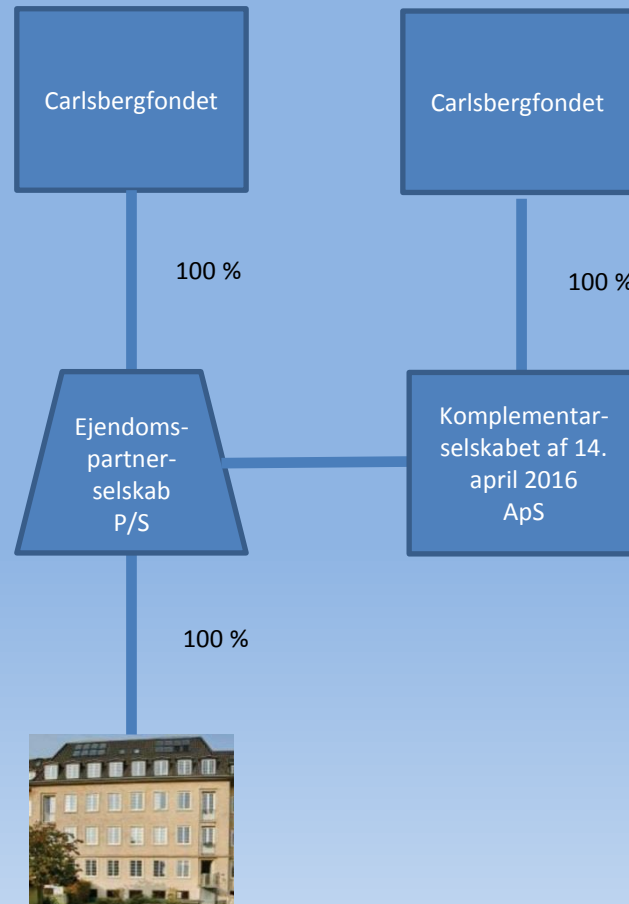 Carlsbergfondet
Carlsbergfondet
100 %
100 %
Ejendoms-
partner-
selskab
P/S
Komplementar-
selskabet af 14.
april 2016
ApS
100 %